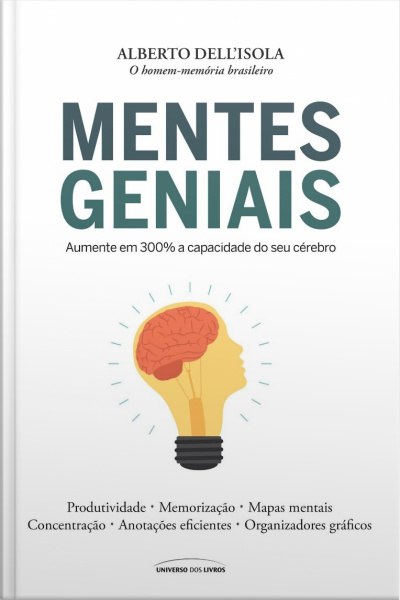 ALBERTO DELL'ISOLA
O homem-memória brasileiro
MENTES
GENIAIS
Aumente em 300% a capacidade do seu cérebro
Produtividade · Memorização · Mapas mentais
Concentração · Anotações eficientes · Organizadores gráficos
UNIVERSO DOS LIVROS